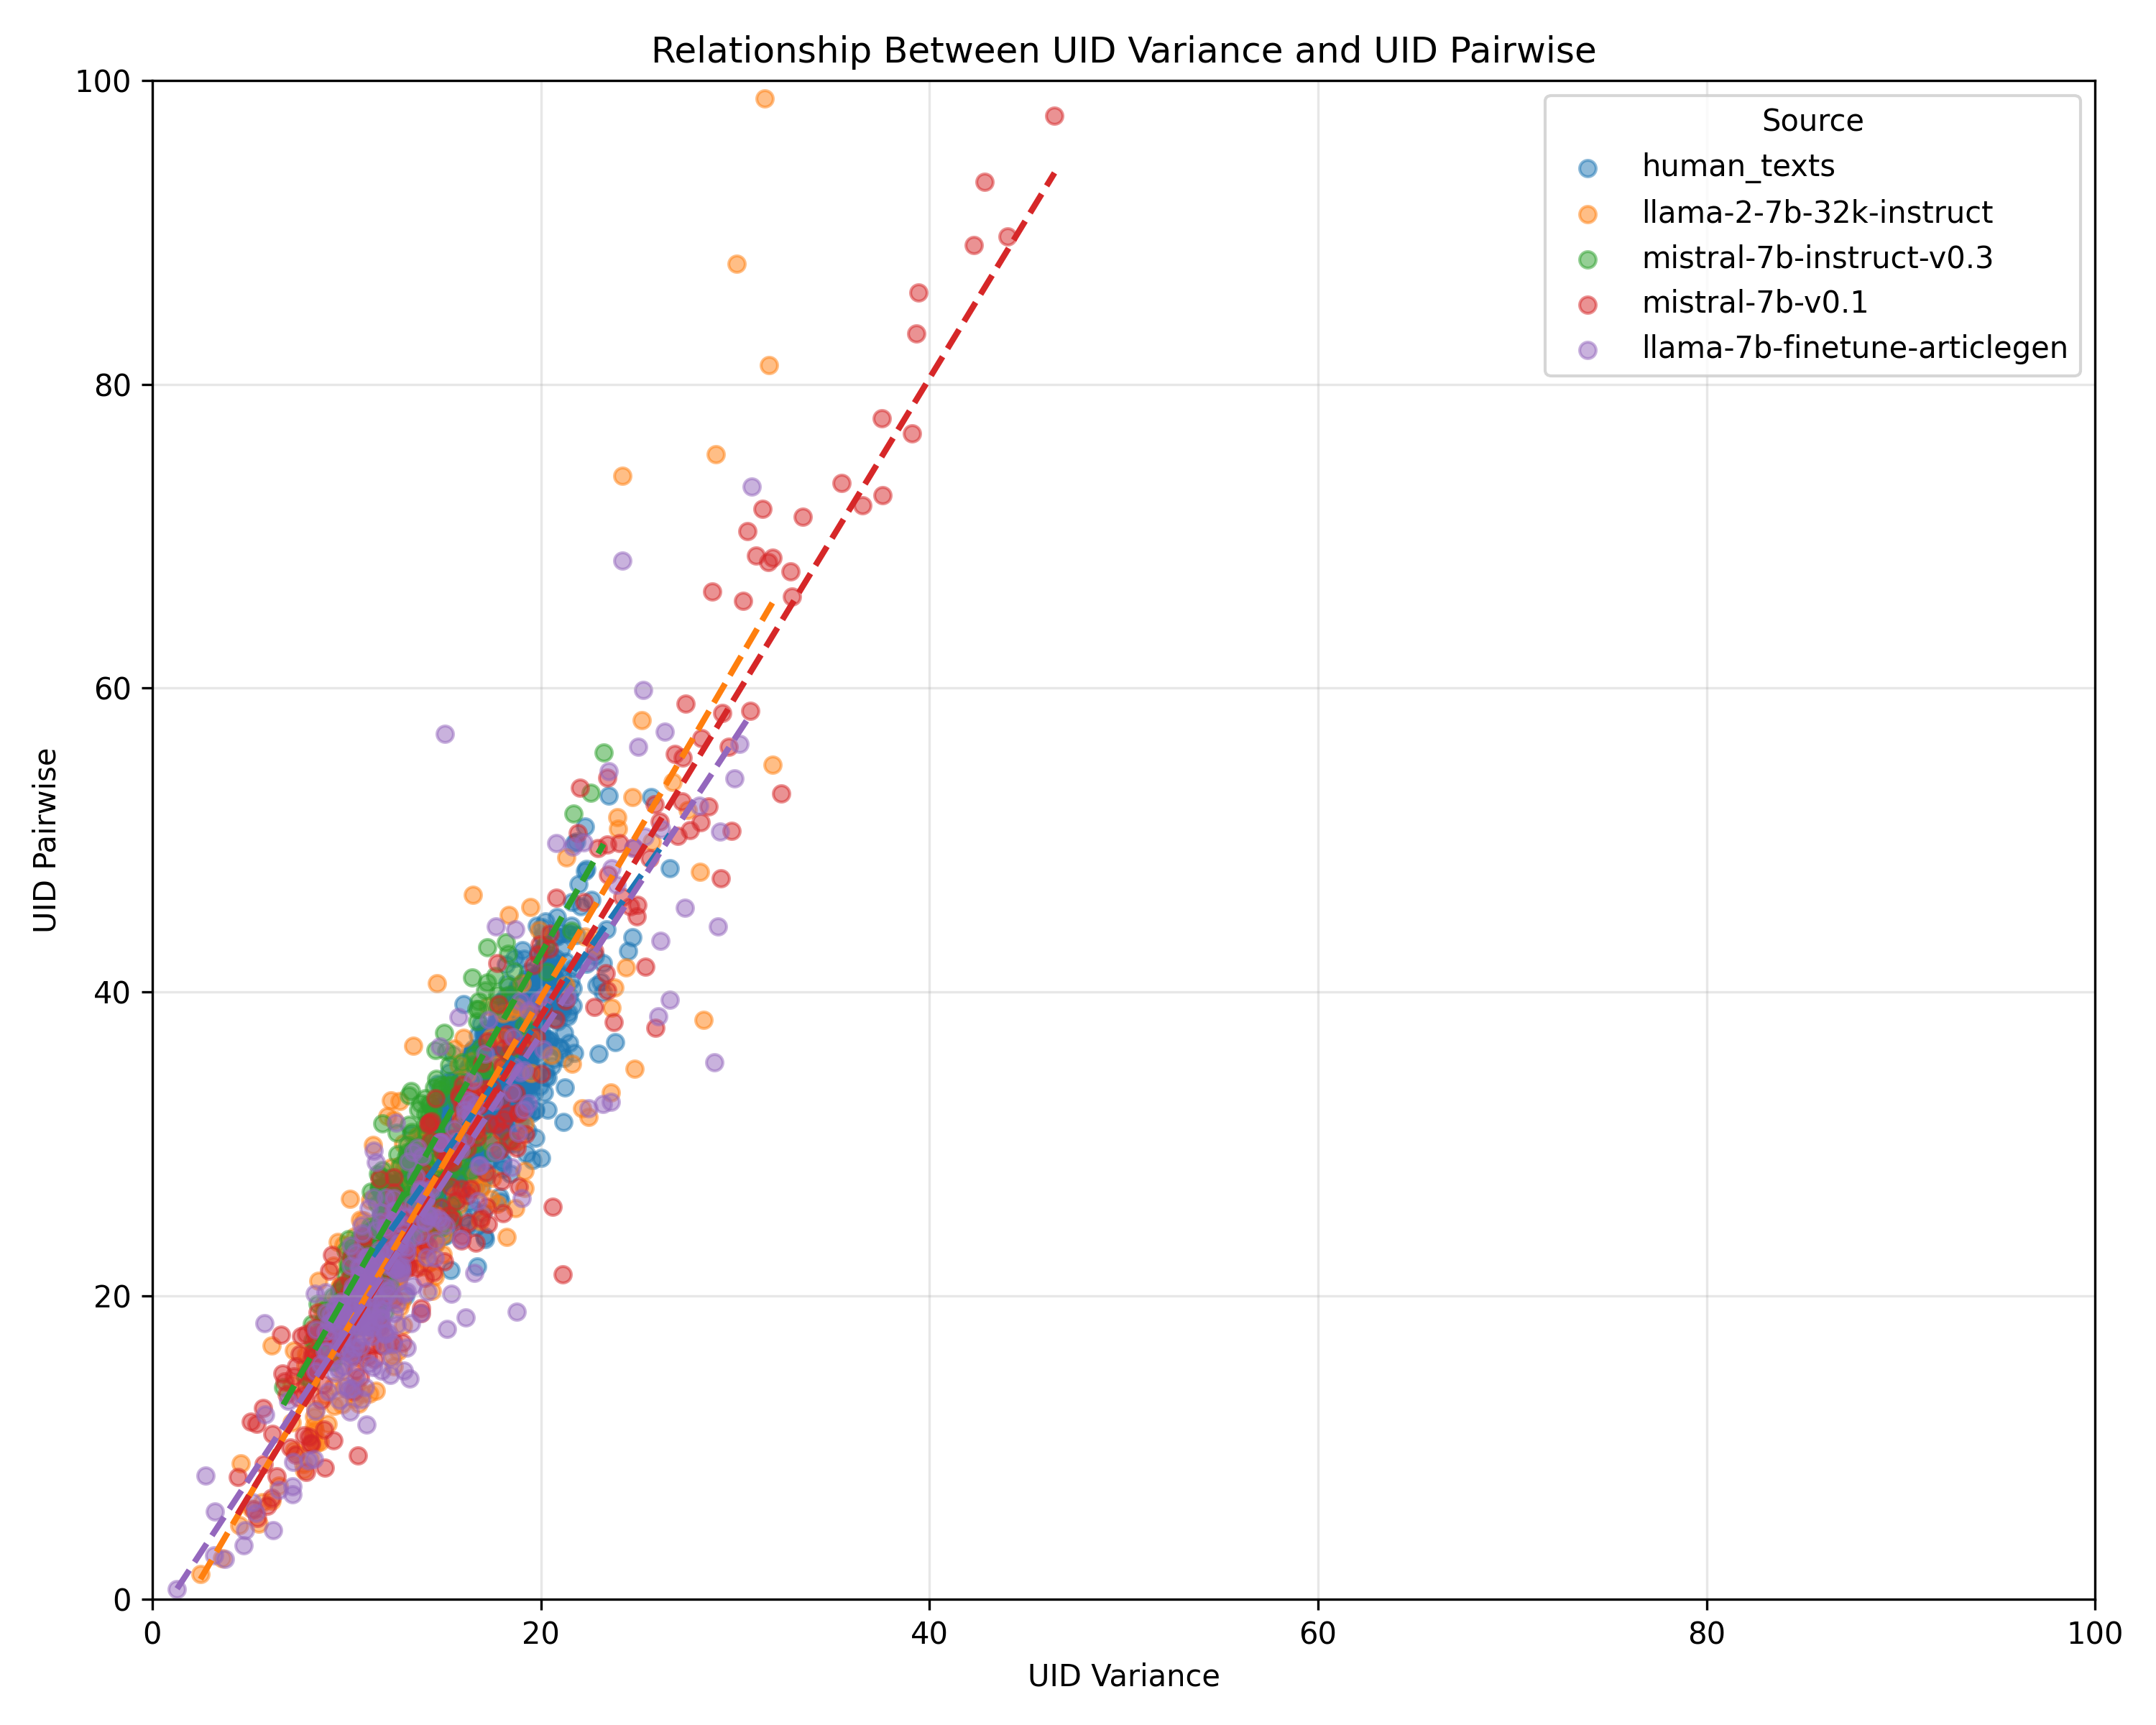 Relationship Between UID Variance and UID Pairwise
Source
human_texts
llama-2-7b-32k-instruct
mistral-7b-instruct-v0.3
mistral-7b-v0.1
llama-7b-finetune-articlegen
UID Pairwise
100
80
60
40
20
0
0 20 40 60 80 100
UID Variance